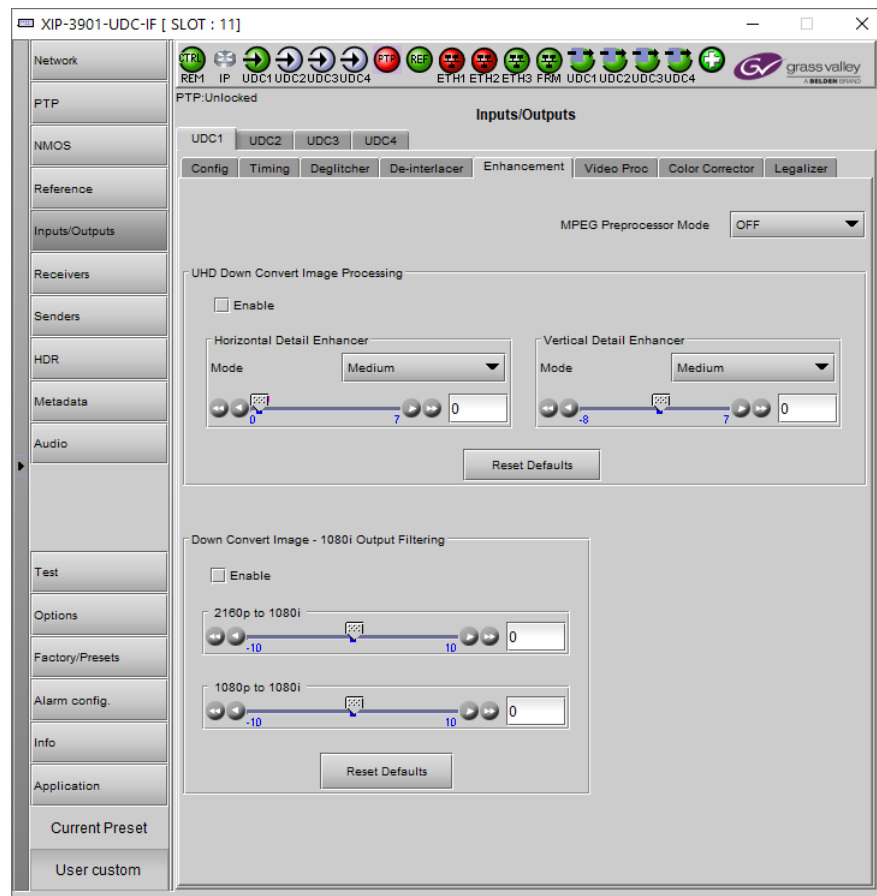 XIP-3901-UDC-IF [ SLOT : 11]
CTRL PTP REF
REM IP UDC1 UDC2 UDC3 UDC4 ETH1 ETH2 ETH3 FRM UDC1 UDC2 UDC3 UDC4
GV grass valley
A BELDEN BRAND
PTP:Unlocked
Inputs/Outputs
Network
PTP
NMOS
Reference
Inputs/Outputs
Receivers
Senders
HDR
Metadata
Audio
Test
Options
Factory/Presets
Alarm config.
Info
Application
Current Preset
User custom
UDC1 UDC2 UDC3 UDC4
Config Timing Deglitcher De-interlacer Enhancement Video Proc Color Corrector Legalizer
MPEG Preprocessor Mode OFF
UHD Down Convert Image Processing
Enable
Horizontal Detail Enhancer
Mode Medium
0 7 0
Vertical Detail Enhancer
Mode Medium
-8 7 0
Reset Defaults
Down Convert Image - 1080i Output Filtering
Enable
2160p to 1080i
-10 10 0
1080p to 1080i
-10 10 0
Reset Defaults